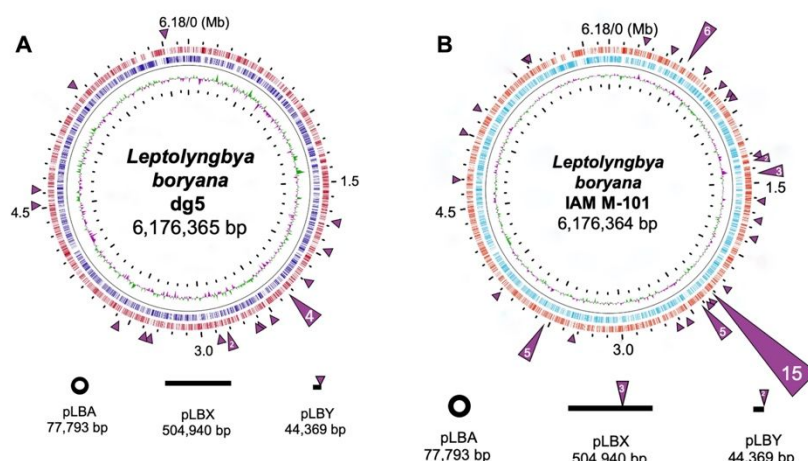 A
6.18/0 (Mb)
1.5
3.0
4.5
Leptolyngbya
boryana
dg5
6,176,365 bp
4
2
pLBA
77,793 bp
pLBX
504,940 bp
pLBY
44,369 bp
B
6.18/0 (Mb)
6
3
1.5
4.5
Leptolyngbya
boryana
IAM M-101
6,176,364 bp
5
5
15
3.0
3
2
pLBA
77,793 bp
pLBX
504,940 bp
pLBY
44,369 bp